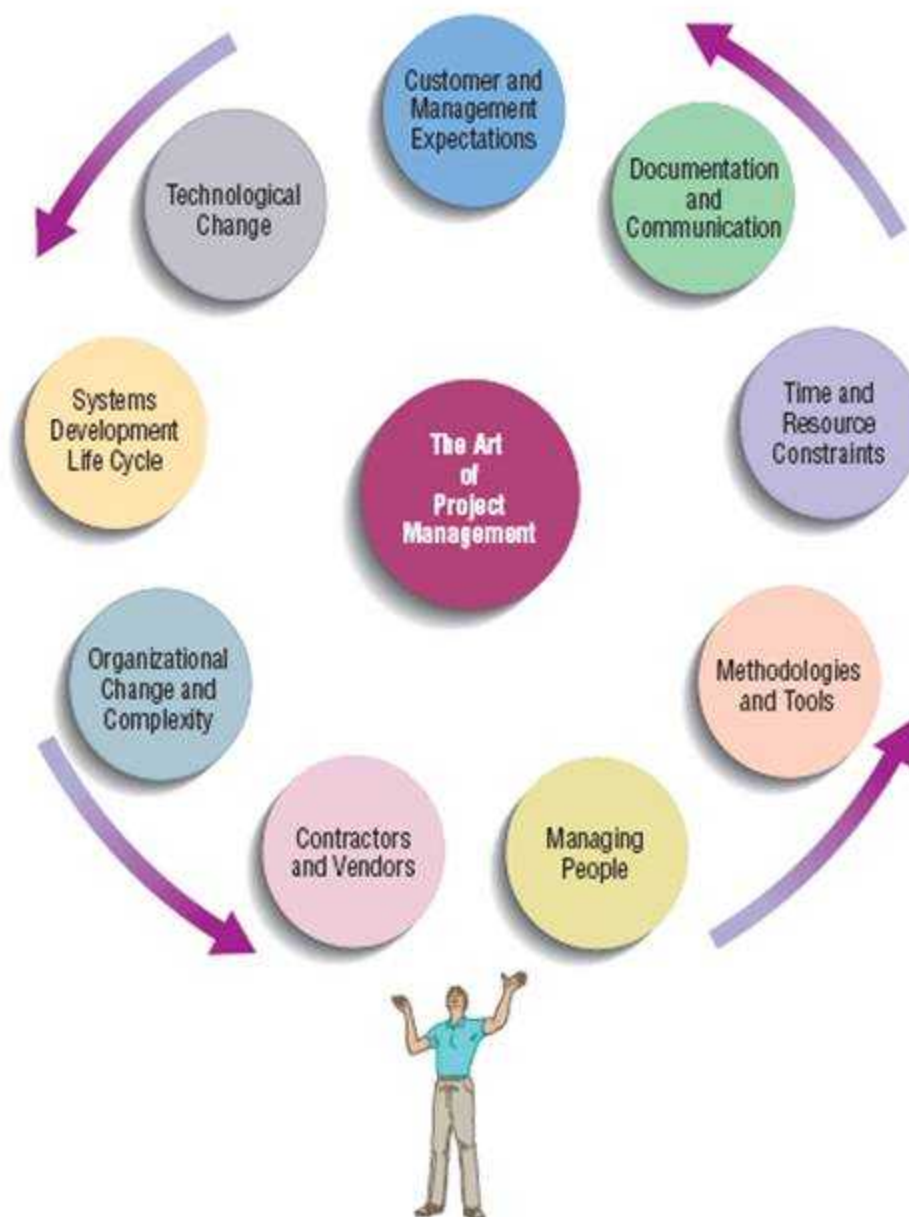 Customer and
Management
Expectations
Technological
Change
Documentation
and
Communication
Systems
Development
Life Cycle
The Art
of
Project
Management
Time and
Resource
Constraints
Organizational
Change and
Complexity
Methodologies
and Tools
Contractors
and Vendors
Managing
People